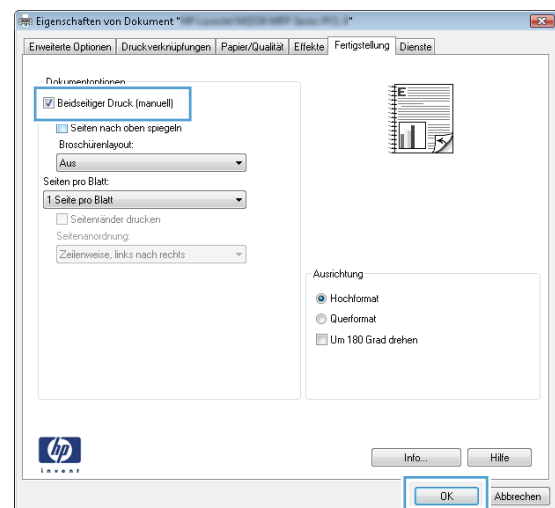 Eigenschaften von Dokument "
Erweiterte Optionen Druckverknüpfungen Papier/Qualität Effekte Fertigstellung Dienste
Dokumentoptionen
Beidseitiger Druck (manuell)
Seiten nach oben spiegeln
Broschürenlayout:
Aus
Seiten pro Blatt:
1 Seite pro Blatt
Seitenränder drucken
Seitenanordnung:
Zeilenweise, links nach rechts
E
Ausrichtung
Hochformat
Querformat
Um 180 Grad drehen
hp
invent
Info... Hilfe
OK Abbrechen